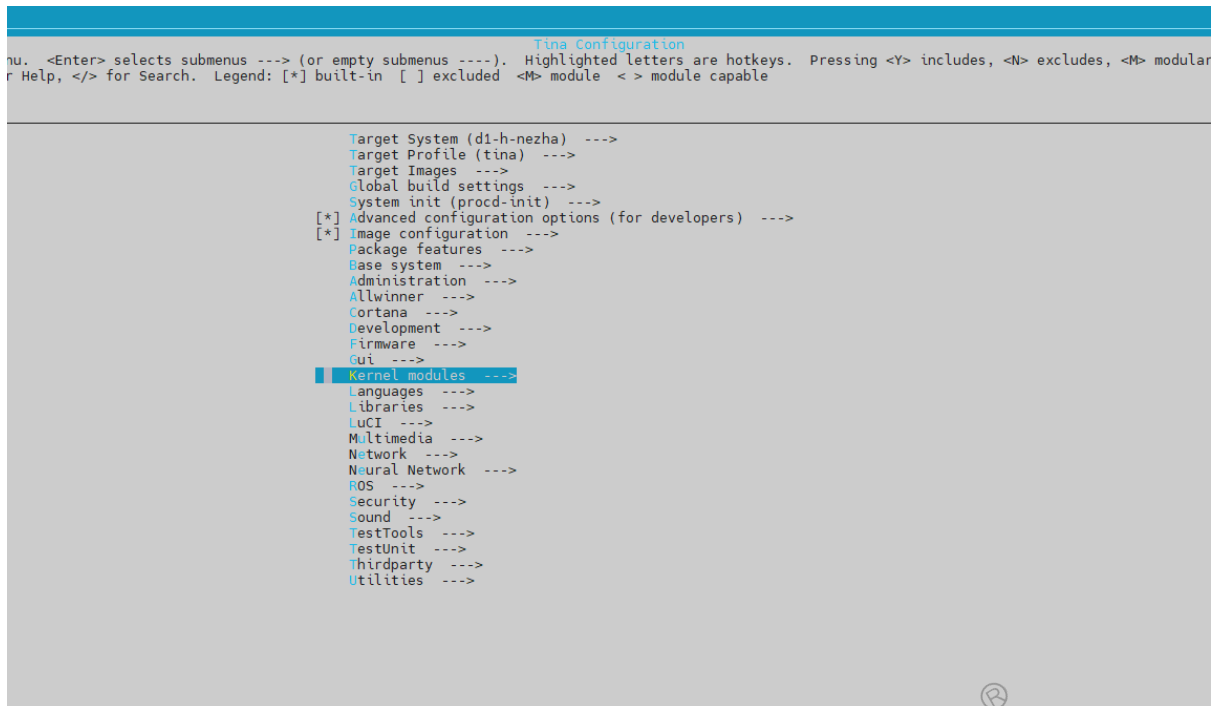 Tina Configuration
nu. <Enter> selects submenus ---> (or empty submenus ----). Highlighted letters are hotkeys. Pressing <Y> includes, <N> excludes, <M> modular
r Help, </> for Search. Legend: [*] built-in [ ] excluded <M> module < > module capable
Target System (d1-h-nezha) --->
Target Profile (tina) --->
Target Images --->
Global build settings --->
System init (procd-init) --->
[*] Advanced configuration options (for developers) --->
[*] Image configuration --->
Package features --->
Base system --->
Administration --->
Allwinner --->
Cortana --->
Development --->
Firmware --->
Gui --->
Kernel modules --->
Languages --->
Libraries --->
LuCI --->
Multimedia --->
Network --->
Neural Network --->
ROS --->
Security --->
Sound --->
TestTools --->
TestUnit --->
Thirdparty --->
Utilities --->
®